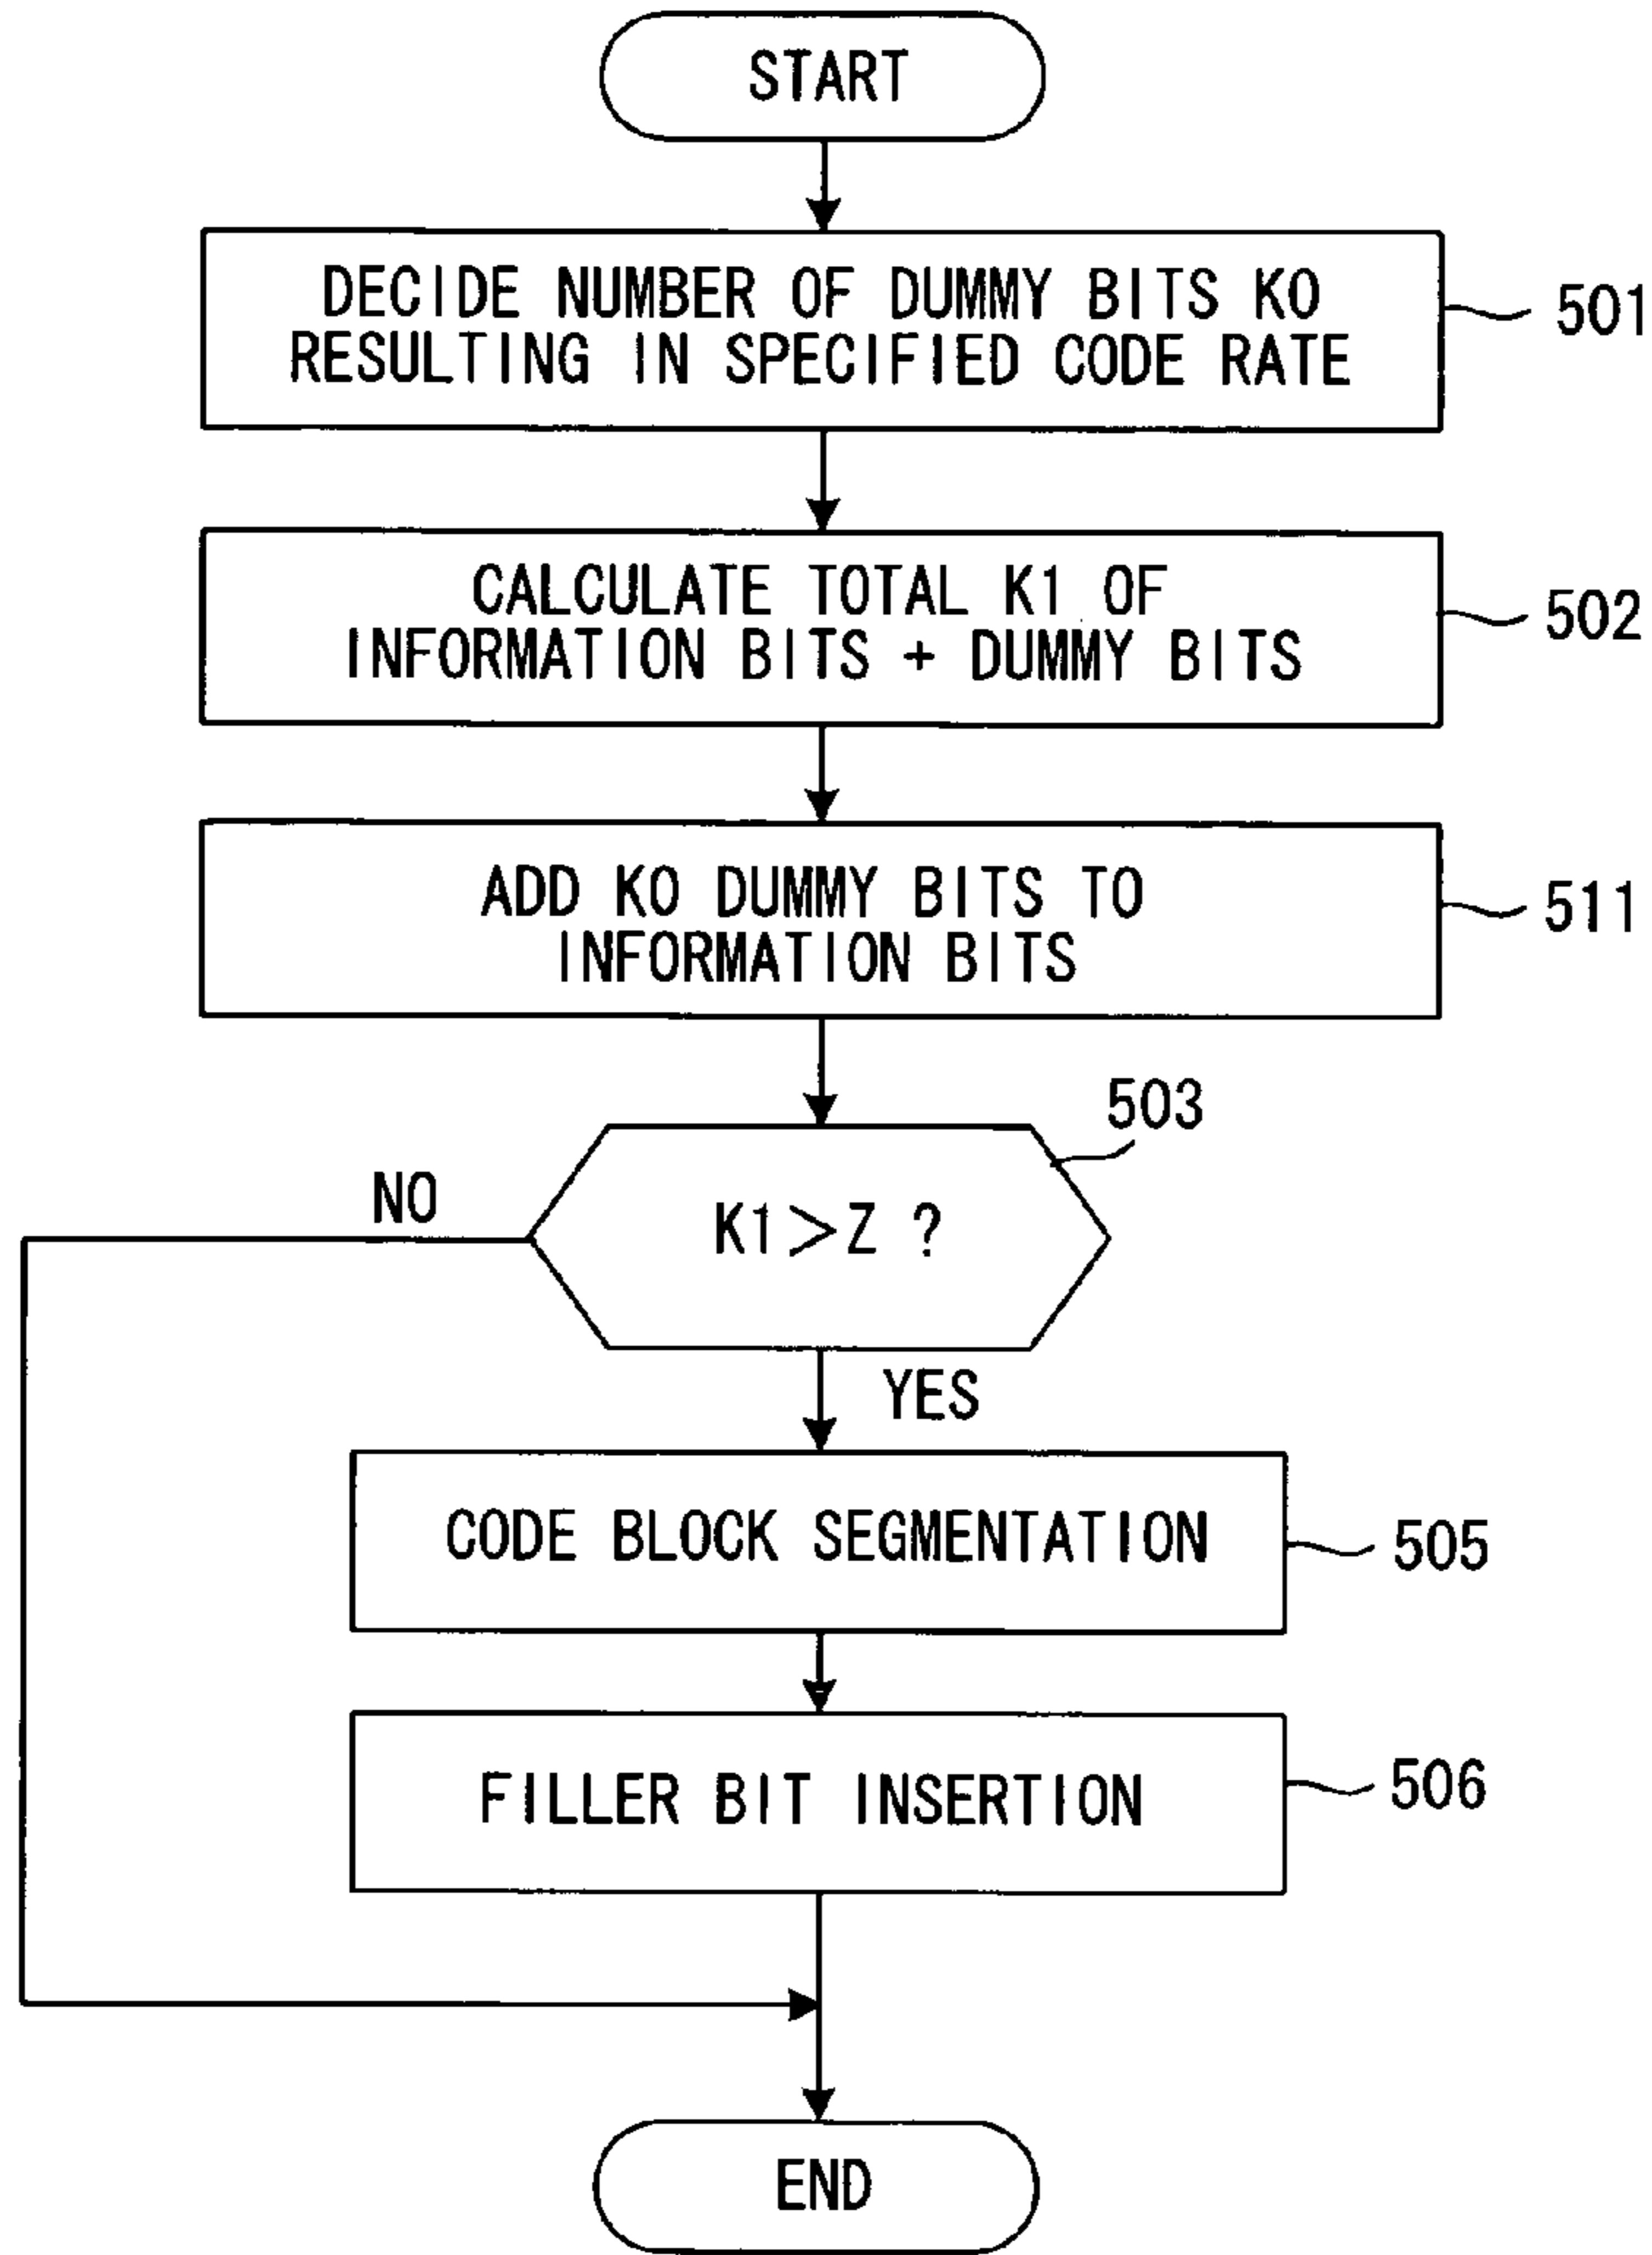 START
DECIDE NUMBER OF DUMMY BITS K0
RESULTING IN SPECIFIED CODE RATE
501
CALCULATE TOTAL K1 OF
INFORMATION BITS + DUMMY BITS
502
ADD K0 DUMMY BITS TO
INFORMATION BITS
511
503
NO
K1>Z ?
YES
CODE BLOCK SEGMENTATION
505
FILLER BIT INSERTION
506
END